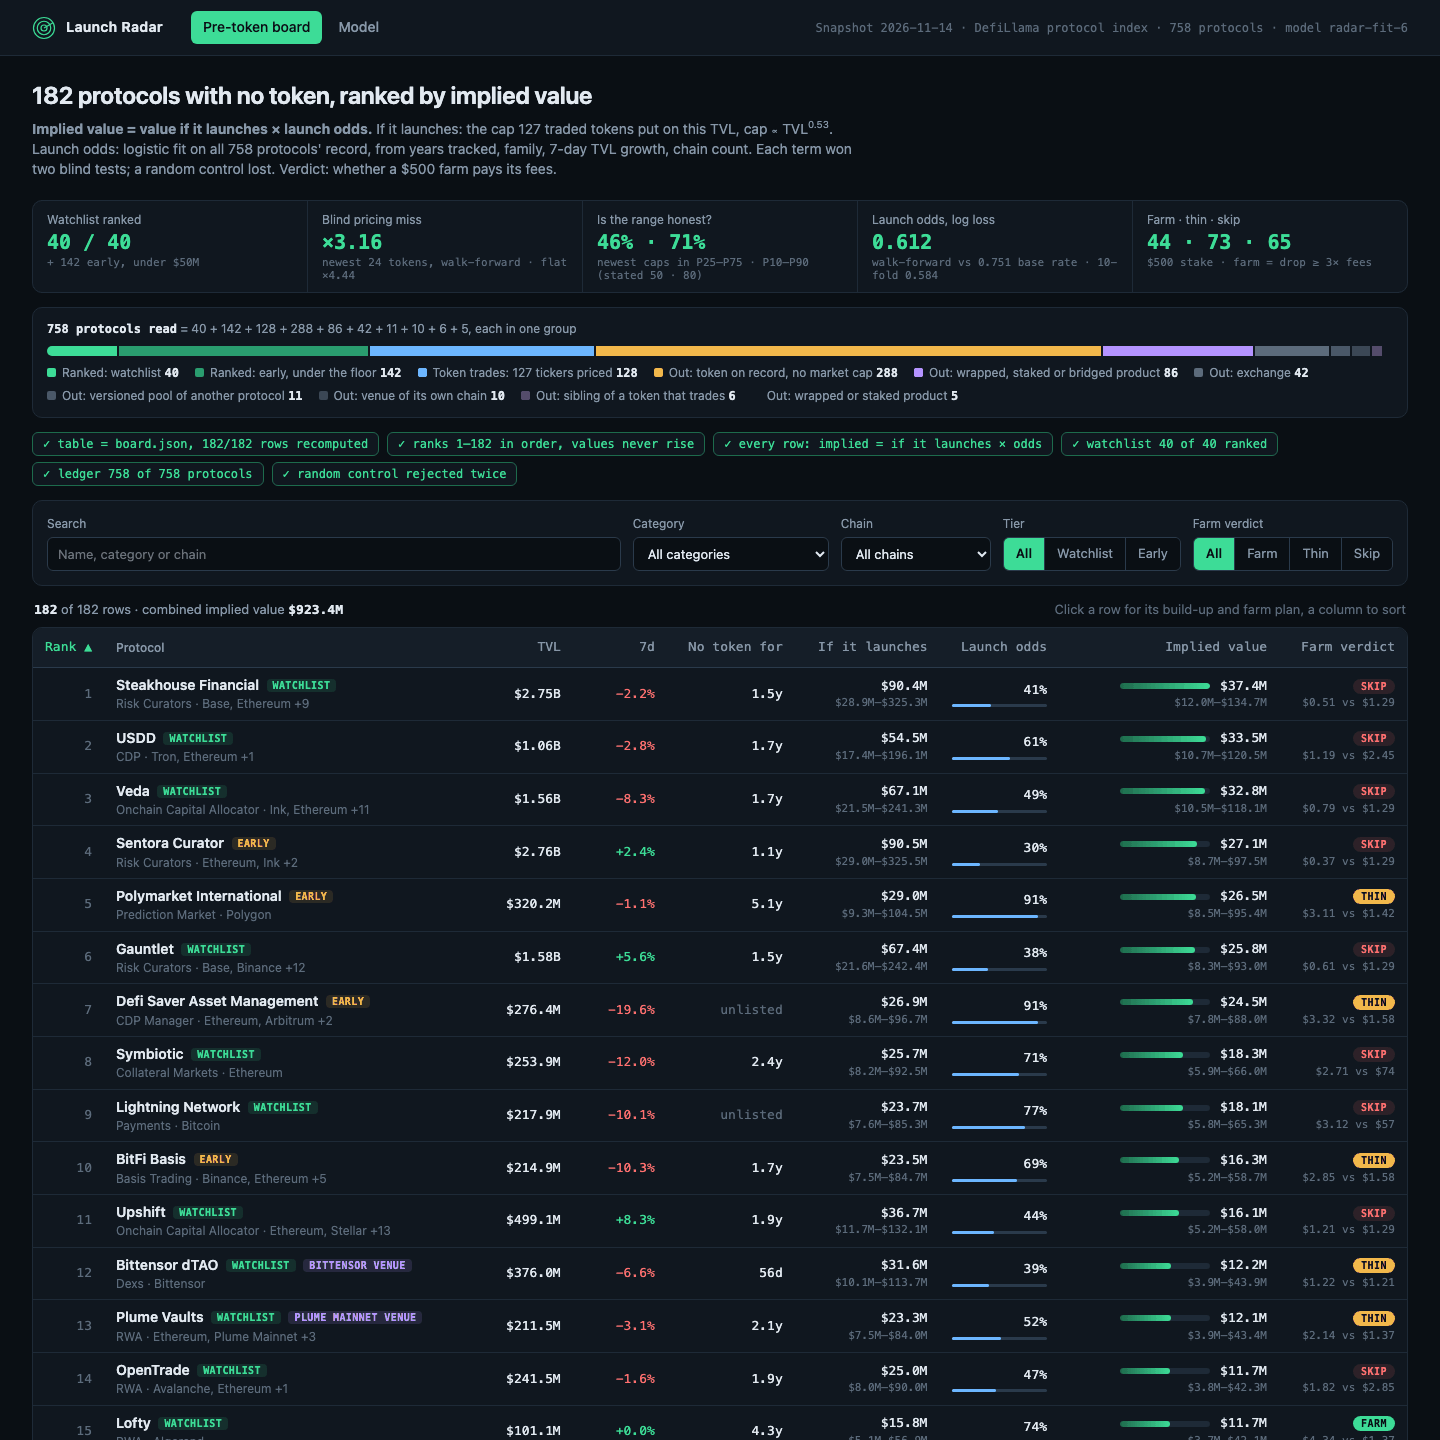 Launch Radar
Pre-token board
Model
Snapshot 2026-11-14 · DefiLlama protocol index · 758 protocols · model radar-fit-6
182 protocols with no token, ranked by implied value
Implied value = value if it launches × launch odds. If it launches: the cap 127 traded tokens put on this TVL, cap ∝ TVL0.53.
Launch odds: logistic fit on all 758 protocols' record, from years tracked, family, 7-day TVL growth, chain count. Each term won
two blind tests; a random control lost. Verdict: whether a $500 farm pays its fees.
Watchlist ranked
40 / 40
+ 142 early, under $50M
Blind pricing miss
×3.16
newest 24 tokens, walk-forward · flat
×4.44
Is the range honest?
46% · 71%
newest caps in P25–P75 · P10–P90
(stated 50 · 80)
Launch odds, log loss
0.612
walk-forward vs 0.751 base rate · 10-
fold 0.584
Farm · thin · skip
44 · 73 · 65
$500 stake · farm = drop ≥ 3× fees
758 protocols read = 40 + 142 + 128 + 288 + 86 + 42 + 11 + 10 + 6 + 5, each in one group
Ranked: watchlist 40
Ranked: early, under the floor 142
Token trades: 127 tickers priced 128
Out: token on record, no market cap 288
Out: wrapped, staked or bridged product 86
Out: exchange 42
Out: versioned pool of another protocol 11
Out: venue of its own chain 10
Out: sibling of a token that trades 6
Out: wrapped or staked product 5
✓ table = board.json, 182/182 rows recomputed
✓ ranks 1–182 in order, values never rise
✓ every row: implied = if it launches × odds
✓ watchlist 40 of 40 ranked
✓ ledger 758 of 758 protocols
✓ random control rejected twice
Search
Name, category or chain
Category
All categories
Chain
All chains
Tier
All Watchlist Early
Farm verdict
All Farm Thin Skip
182 of 182 rows · combined implied value $923.4M
Click a row for its build-up and farm plan, a column to sort
Rank ▲ Protocol TVL 7d No token for If it launches Launch odds Implied value Farm verdict
1 Steakhouse Financial WATCHLIST $2.75B −2.2% 1.5y $90.4M 41% $37.4M SKIP
Risk Curators · Base, Ethereum +9 $28.9M–$325.3M $12.0M–$134.7M $0.51 vs $1.29
2 USDD WATCHLIST $1.06B −2.8% 1.7y $54.5M 61% $33.5M SKIP
CDP · Tron, Ethereum +1 $17.4M–$196.1M $10.7M–$120.5M $1.19 vs $2.45
3 Veda WATCHLIST $1.56B −8.3% 1.7y $67.1M 49% $32.8M SKIP
Onchain Capital Allocator · Ink, Ethereum +11 $21.5M–$241.3M $10.5M–$118.1M $0.79 vs $1.29
4 Sentora Curator EARLY $2.76B +2.4% 1.1y $90.5M 30% $27.1M SKIP
Risk Curators · Ethereum, Ink +2 $29.0M–$325.5M $8.7M–$97.5M $0.37 vs $1.29
5 Polymarket International EARLY $320.2M −1.1% 5.1y $29.0M 91% $26.5M THIN
Prediction Market · Polygon $9.3M–$104.5M $8.5M–$95.4M $3.11 vs $1.42
6 Gauntlet WATCHLIST $1.58B +5.6% 1.5y $67.4M 38% $25.8M SKIP
Risk Curators · Base, Binance +12 $21.6M–$242.4M $8.3M–$93.0M $0.61 vs $1.29
7 Defi Saver Asset Management EARLY $276.4M −19.6% unlisted $26.9M 91% $24.5M THIN
CDP Manager · Ethereum, Arbitrum +2 $8.6M–$96.7M $7.8M–$88.0M $3.32 vs $1.58
8 Symbiotic WATCHLIST $253.9M −12.0% 2.4y $25.7M 71% $18.3M SKIP
Collateral Markets · Ethereum $8.2M–$92.5M $5.9M–$66.0M $2.71 vs $74
9 Lightning Network WATCHLIST $217.9M −10.1% unlisted $23.7M 77% $18.1M SKIP
Payments · Bitcoin $7.6M–$85.3M $5.8M–$65.3M $3.12 vs $57
10 BitFi Basis EARLY $214.9M −10.3% 1.7y $23.5M 69% $16.3M THIN
Basis Trading · Binance, Ethereum +5 $7.5M–$84.7M $5.2M–$58.7M $2.85 vs $1.58
11 Upshift WATCHLIST $499.1M +8.3% 1.9y $36.7M 44% $16.1M SKIP
Onchain Capital Allocator · Ethereum, Stellar +13 $11.7M–$132.1M $5.2M–$58.0M $1.21 vs $1.29
12 Bittensor dTAO WATCHLIST BITTENSOR VENUE $376.0M −6.6% 56d $31.6M 39% $12.2M THIN
Dexs · Bittensor $10.1M–$113.7M $3.9M–$43.9M $1.22 vs $1.21
13 Plume Vaults WATCHLIST PLUME MAINNET VENUE $211.5M −3.1% 2.1y $23.3M 52% $12.1M THIN
RWA · Ethereum, Plume Mainnet +3 $7.5M–$84.0M $3.9M–$43.4M $2.14 vs $1.37
14 OpenTrade WATCHLIST $241.5M −1.6% 1.9y $25.0M 47% $11.7M SKIP
RWA · Avalanche, Ethereum +1 $8.0M–$90.0M $3.8M–$42.3M $1.82 vs $2.85
15 Lofty WATCHLIST $101.1M +0.0% 4.3y $15.8M 74% $11.7M FARM